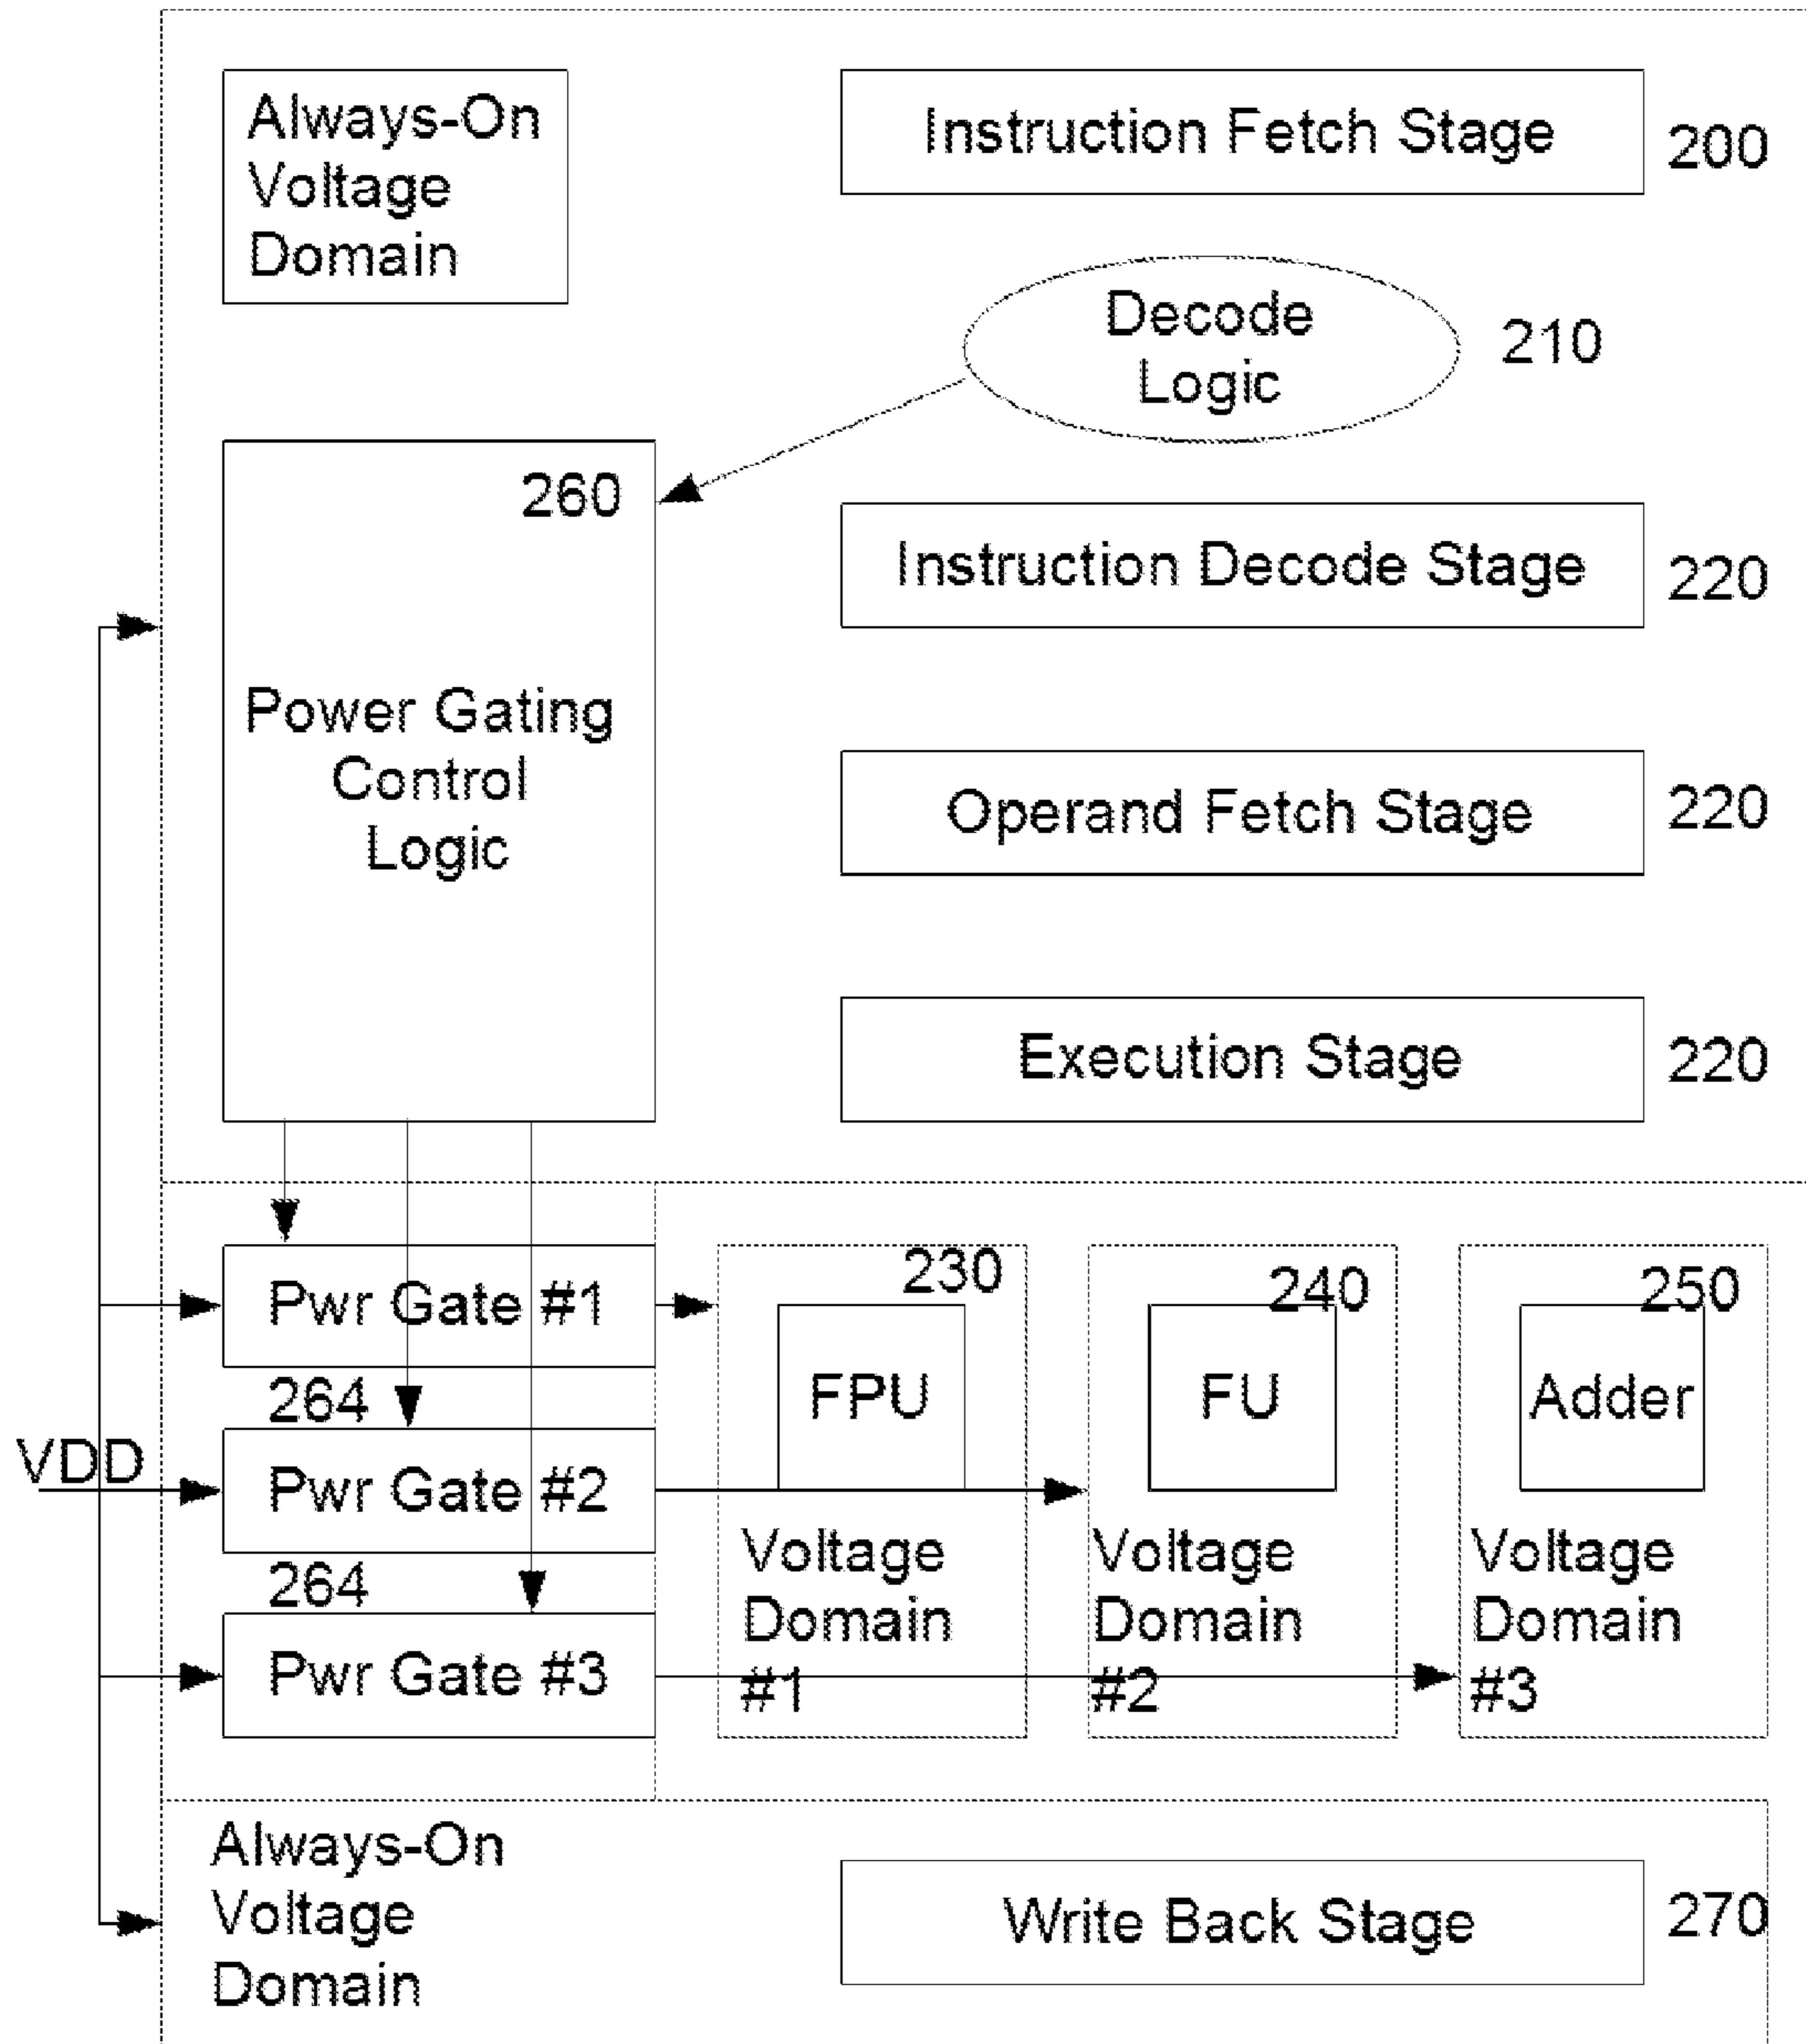 Always-On
Voltage
Domain
Instruction Fetch Stage
200
Decode
Logic
210
260
Power Gating
Control
Logic
Instruction Decode Stage
220
Operand Fetch Stage
220
Execution Stage
220
VDD
Pwr Gate #1
264
Pwr Gate #2
264
Pwr Gate #3
230
FPU
Voltage
Domain
#1
240
FU
Voltage
Domain
#2
250
Adder
Voltage
Domain
#3
Always-On
Voltage
Domain
Write Back Stage
270